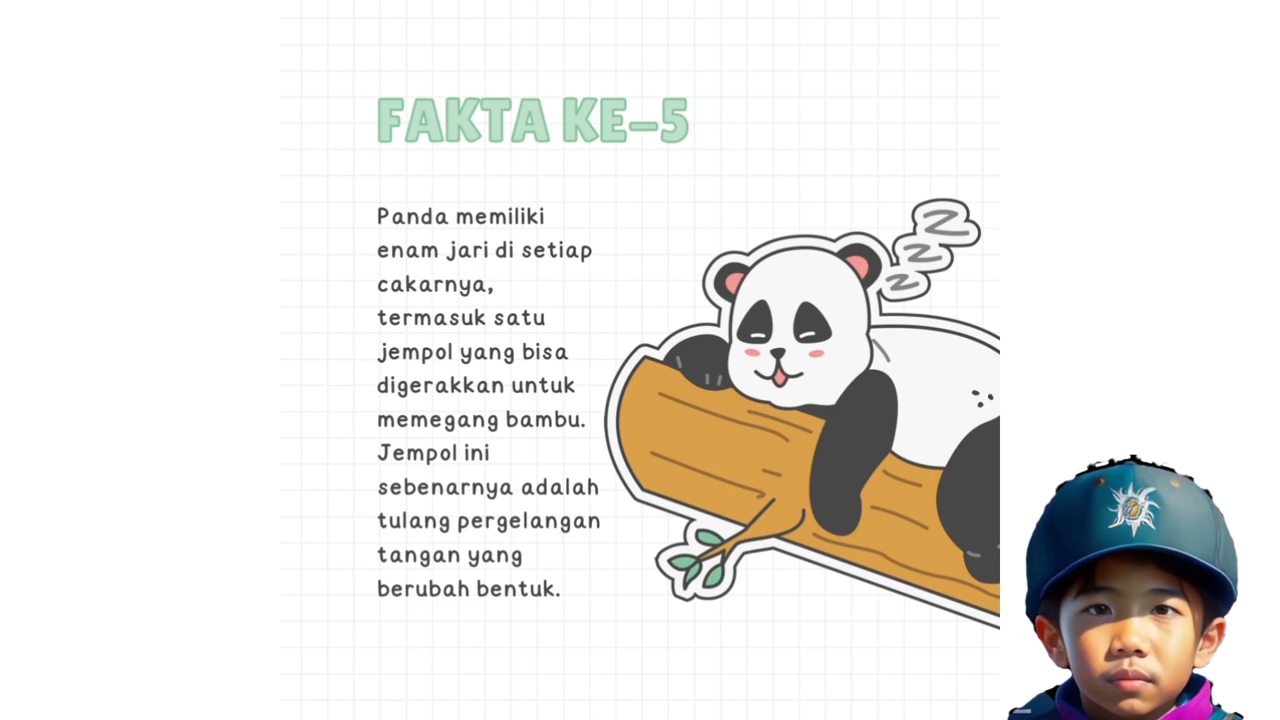 FAKTA KE-5
Panda memiliki
enam jari di setiap
cakarnya,
termasuk satu
jempol yang bisa
digerakkan untuk
memegang bambu.
Jempol ini
sebenarnya adalah
tulang pergelangan
tangan yang
berubah bentuk.
Z
Z
Z